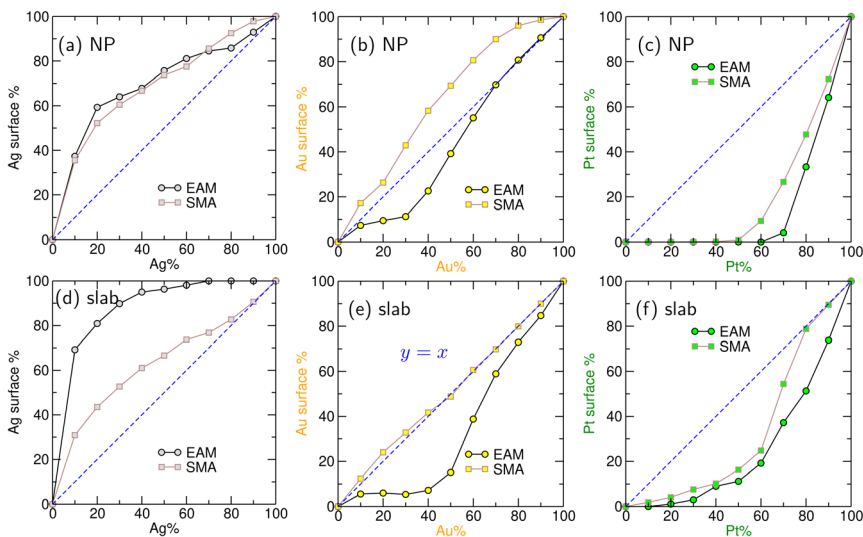 (a) NP
Ag surface %
100
80
60
40
20
0
EAM
SMA
0 20 40 60 80 100
Ag%
(b) NP
Au surface %
100
80
60
40
20
0
EAM
SMA
0 20 40 60 80 100
Au%
(c) NP
Pt surface %
100
80
60
40
20
0
EAM
SMA
0 20 40 60 80 100
Pt%
(d) slab
Ag surface %
100
80
60
40
20
0
EAM
SMA
0 20 40 60 80 100
Ag%
(e) slab
Au surface %
100
80
60
40
20
0
y = x
EAM
SMA
0 20 40 60 80 100
Au%
(f) slab
Pt surface %
100
80
60
40
20
0
EAM
SMA
0 20 40 60 80 100
Pt%